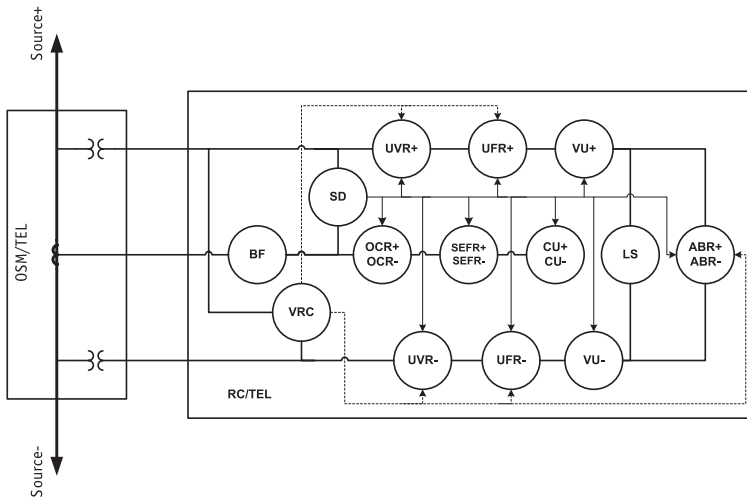 Source+
OSM/TEL
Source-
UVR+
UFR+
VU+
SD
BF
OCR+
OCR-
SEFR+
SEFR-
CU+
CU-
LS
ABR+
ABR-
VRC
UVR-
UFR-
VU-
RC/TEL